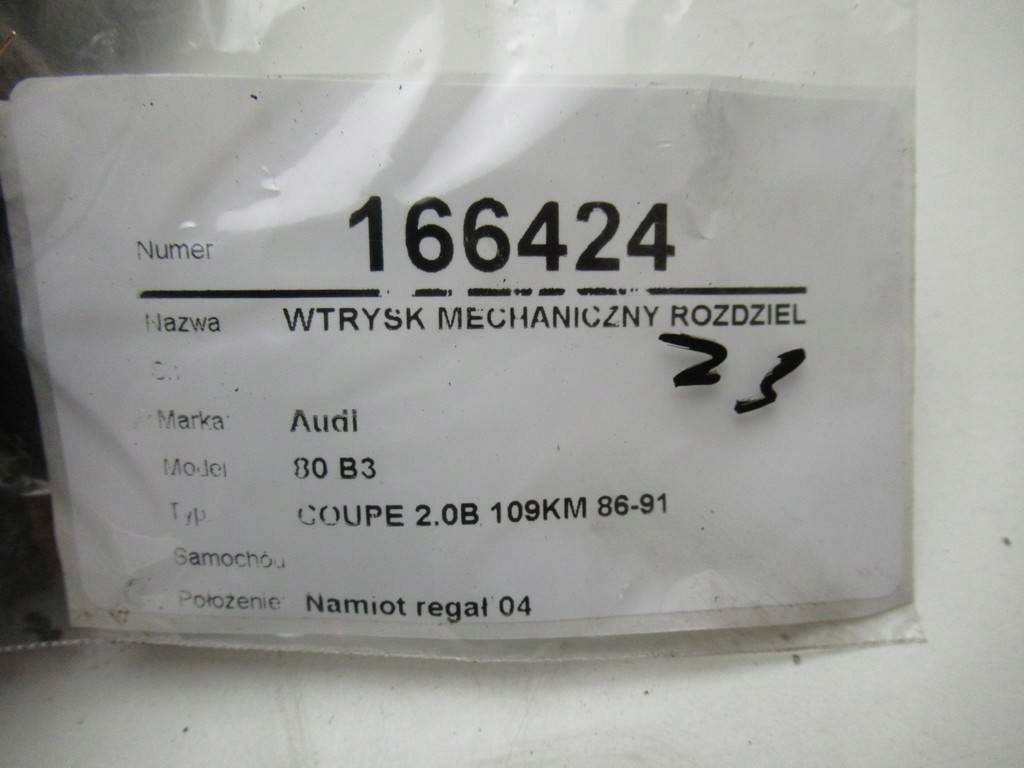 Numer 166424
Nazwa WTRYSK MECHANICZNY ROZDZIEL
23
Marka Audi
Model 80 B3
Typ COUPE 2.0B 109KM 86-91
Samochód
Położenie Namiot regał 04